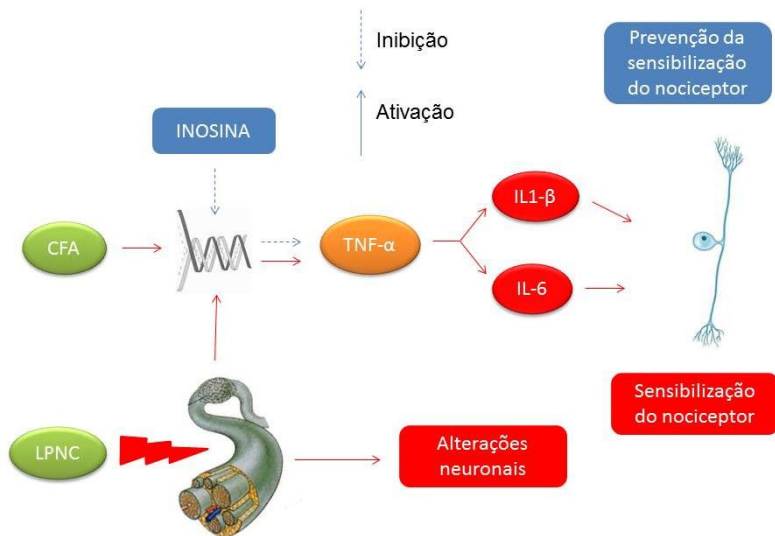 Inibição
Ativação
Prevenção da
sensibilização
do nociceptor
INOSINA
CFA
TNF-α
IL1-β
IL-6
LPNC
Alterações
neuronais
Sensibilização
do nociceptor